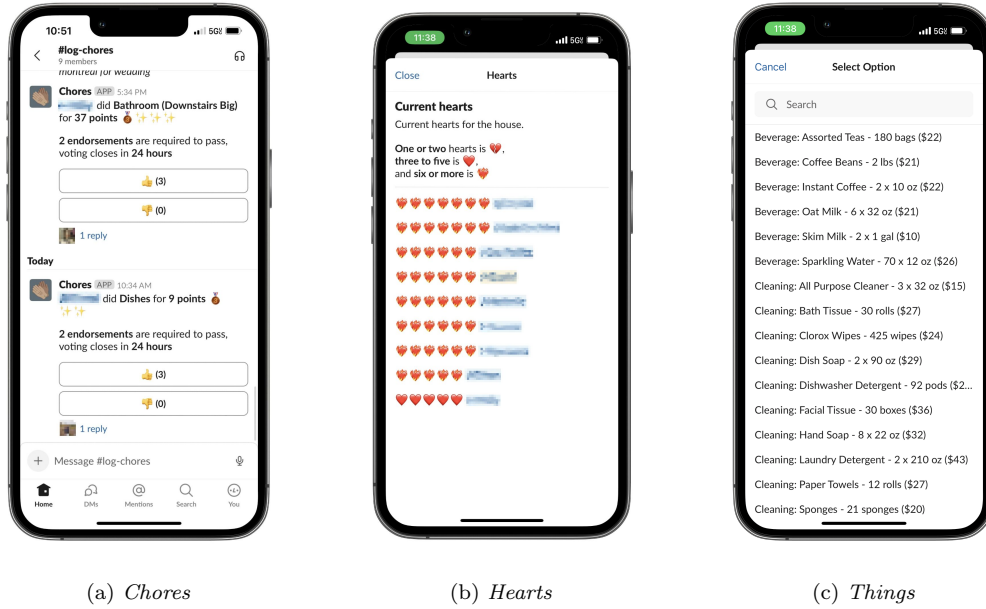 10:51
5G
#log-chores
9 members
montreal for wedding
Chores APP 5:34 PM
did Bathroom (Downstairs Big)
for 37 points
2 endorsements are required to pass,
voting closes in 24 hours
(3)
(0)
1 reply
Today
Chores APP 10:34 AM
did Dishes for 9 points
2 endorsements are required to pass,
voting closes in 24 hours
(3)
(0)
1 reply
Message #log-chores
Home DMs Mentions Search You
(a) Chores
11:38
5G
Close Hearts
Current hearts
Current hearts for the house.
One or two hearts is 💔,
three to five is ❤️,
and six or more is ❤️‍🔥
(b) Hearts
11:38
5G
Cancel Select Option
Search
Beverage: Assorted Teas - 180 bags ($22)
Beverage: Coffee Beans - 2 lbs ($21)
Beverage: Instant Coffee - 2 x 10 oz ($22)
Beverage: Oat Milk - 6 x 32 oz ($21)
Beverage: Skim Milk - 2 x 1 gal ($10)
Beverage: Sparkling Water - 70 x 12 oz ($26)
Cleaning: All Purpose Cleaner - 3 x 32 oz ($15)
Cleaning: Bath Tissue - 30 rolls ($27)
Cleaning: Clorox Wipes - 425 wipes ($24)
Cleaning: Dish Soap - 2 x 90 oz ($29)
Cleaning: Dishwasher Detergent - 92 pods ($2...
Cleaning: Facial Tissue - 30 boxes ($36)
Cleaning: Hand Soap - 8 x 22 oz ($32)
Cleaning: Laundry Detergent - 2 x 210 oz ($43)
Cleaning: Paper Towels - 12 rolls ($27)
Cleaning: Sponges - 21 sponges ($20)
(c) Things